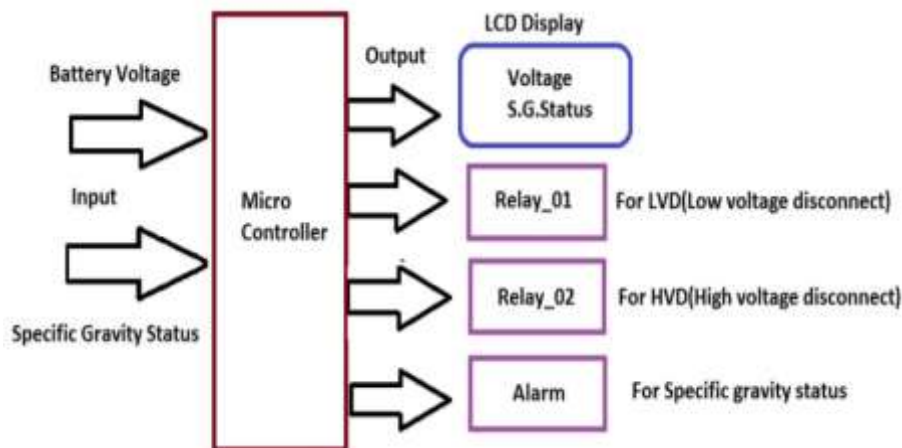 LCD Display
Output
Battery Voltage
Voltage
S.G.Status
Input
Micro
Controller
Relay_01
For LVD(Low voltage disconnect)
Relay_02
For HVD(High voltage disconnect)
Specific Gravity Status
Alarm
For Specific gravity status